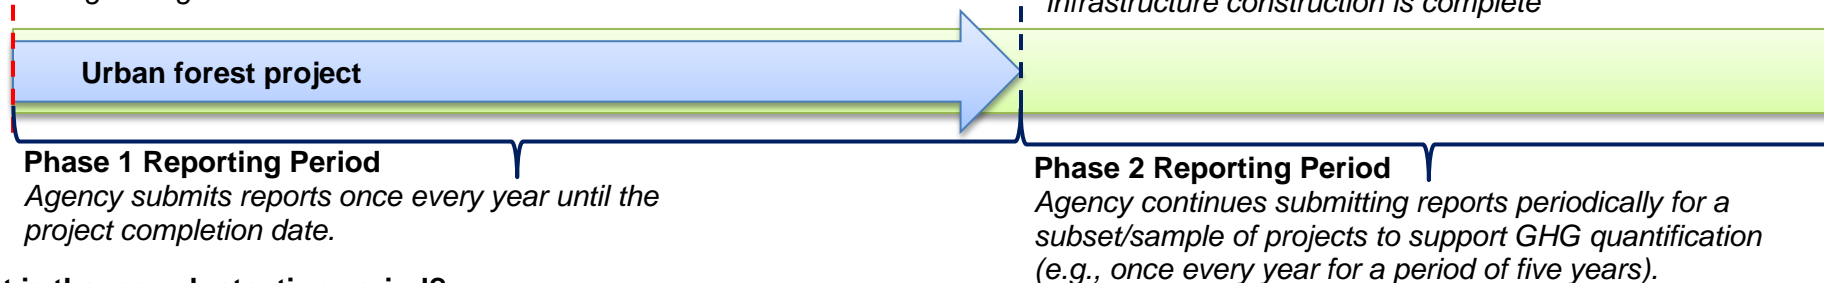 infrastructure construction is complete
Urban forest project
Phase 1 Reporting Period
Agency submits reports once every year until the
project completion date.
Phase 2 Reporting Period
Agency continues submitting reports periodically for a
subset/sample of projects to support GHG quantification
(e.g., once every year for a period of five years).